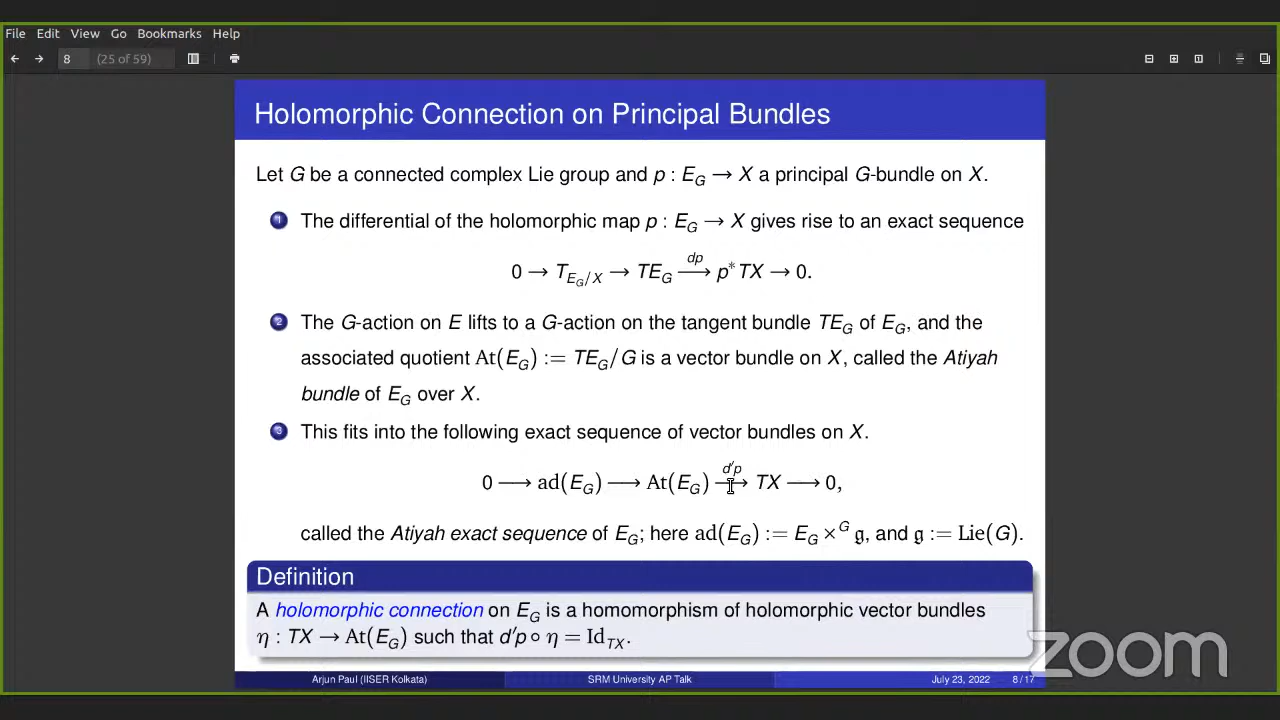 File Edit View Go Bookmarks Help
8 (25 of 59)
Holomorphic Connection on Principal Bundles
Let G be a connected complex Lie group and p : E_G → X a principal G-bundle on X.
1 The differential of the holomorphic map p : E_G → X gives rise to an exact sequence
0 → T_{E_G/X} → TE_G \xrightarrow{dp} p^*TX → 0.
2 The G-action on E lifts to a G-action on the tangent bundle TE_G of E_G, and the
associated quotient At(E_G) := TE_G/G is a vector bundle on X, called the Atiyah
bundle of E_G over X.
3 This fits into the following exact sequence of vector bundles on X.
0 ⟶ ad(E_G) ⟶ At(E_G) \xrightarrow{d'p} TX ⟶ 0,
called the Atiyah exact sequence of E_G; here ad(E_G) := E_G ×^G 𝔤, and 𝔤 := Lie(G).
Definition
A holomorphic connection on E_G is a homomorphism of holomorphic vector bundles
η : TX → At(E_G) such that d'p ∘ η = Id_{TX}.
Arjun Paul (IISER Kolkata) SRM University AP Talk July 23, 2022 8 / 17
zoom